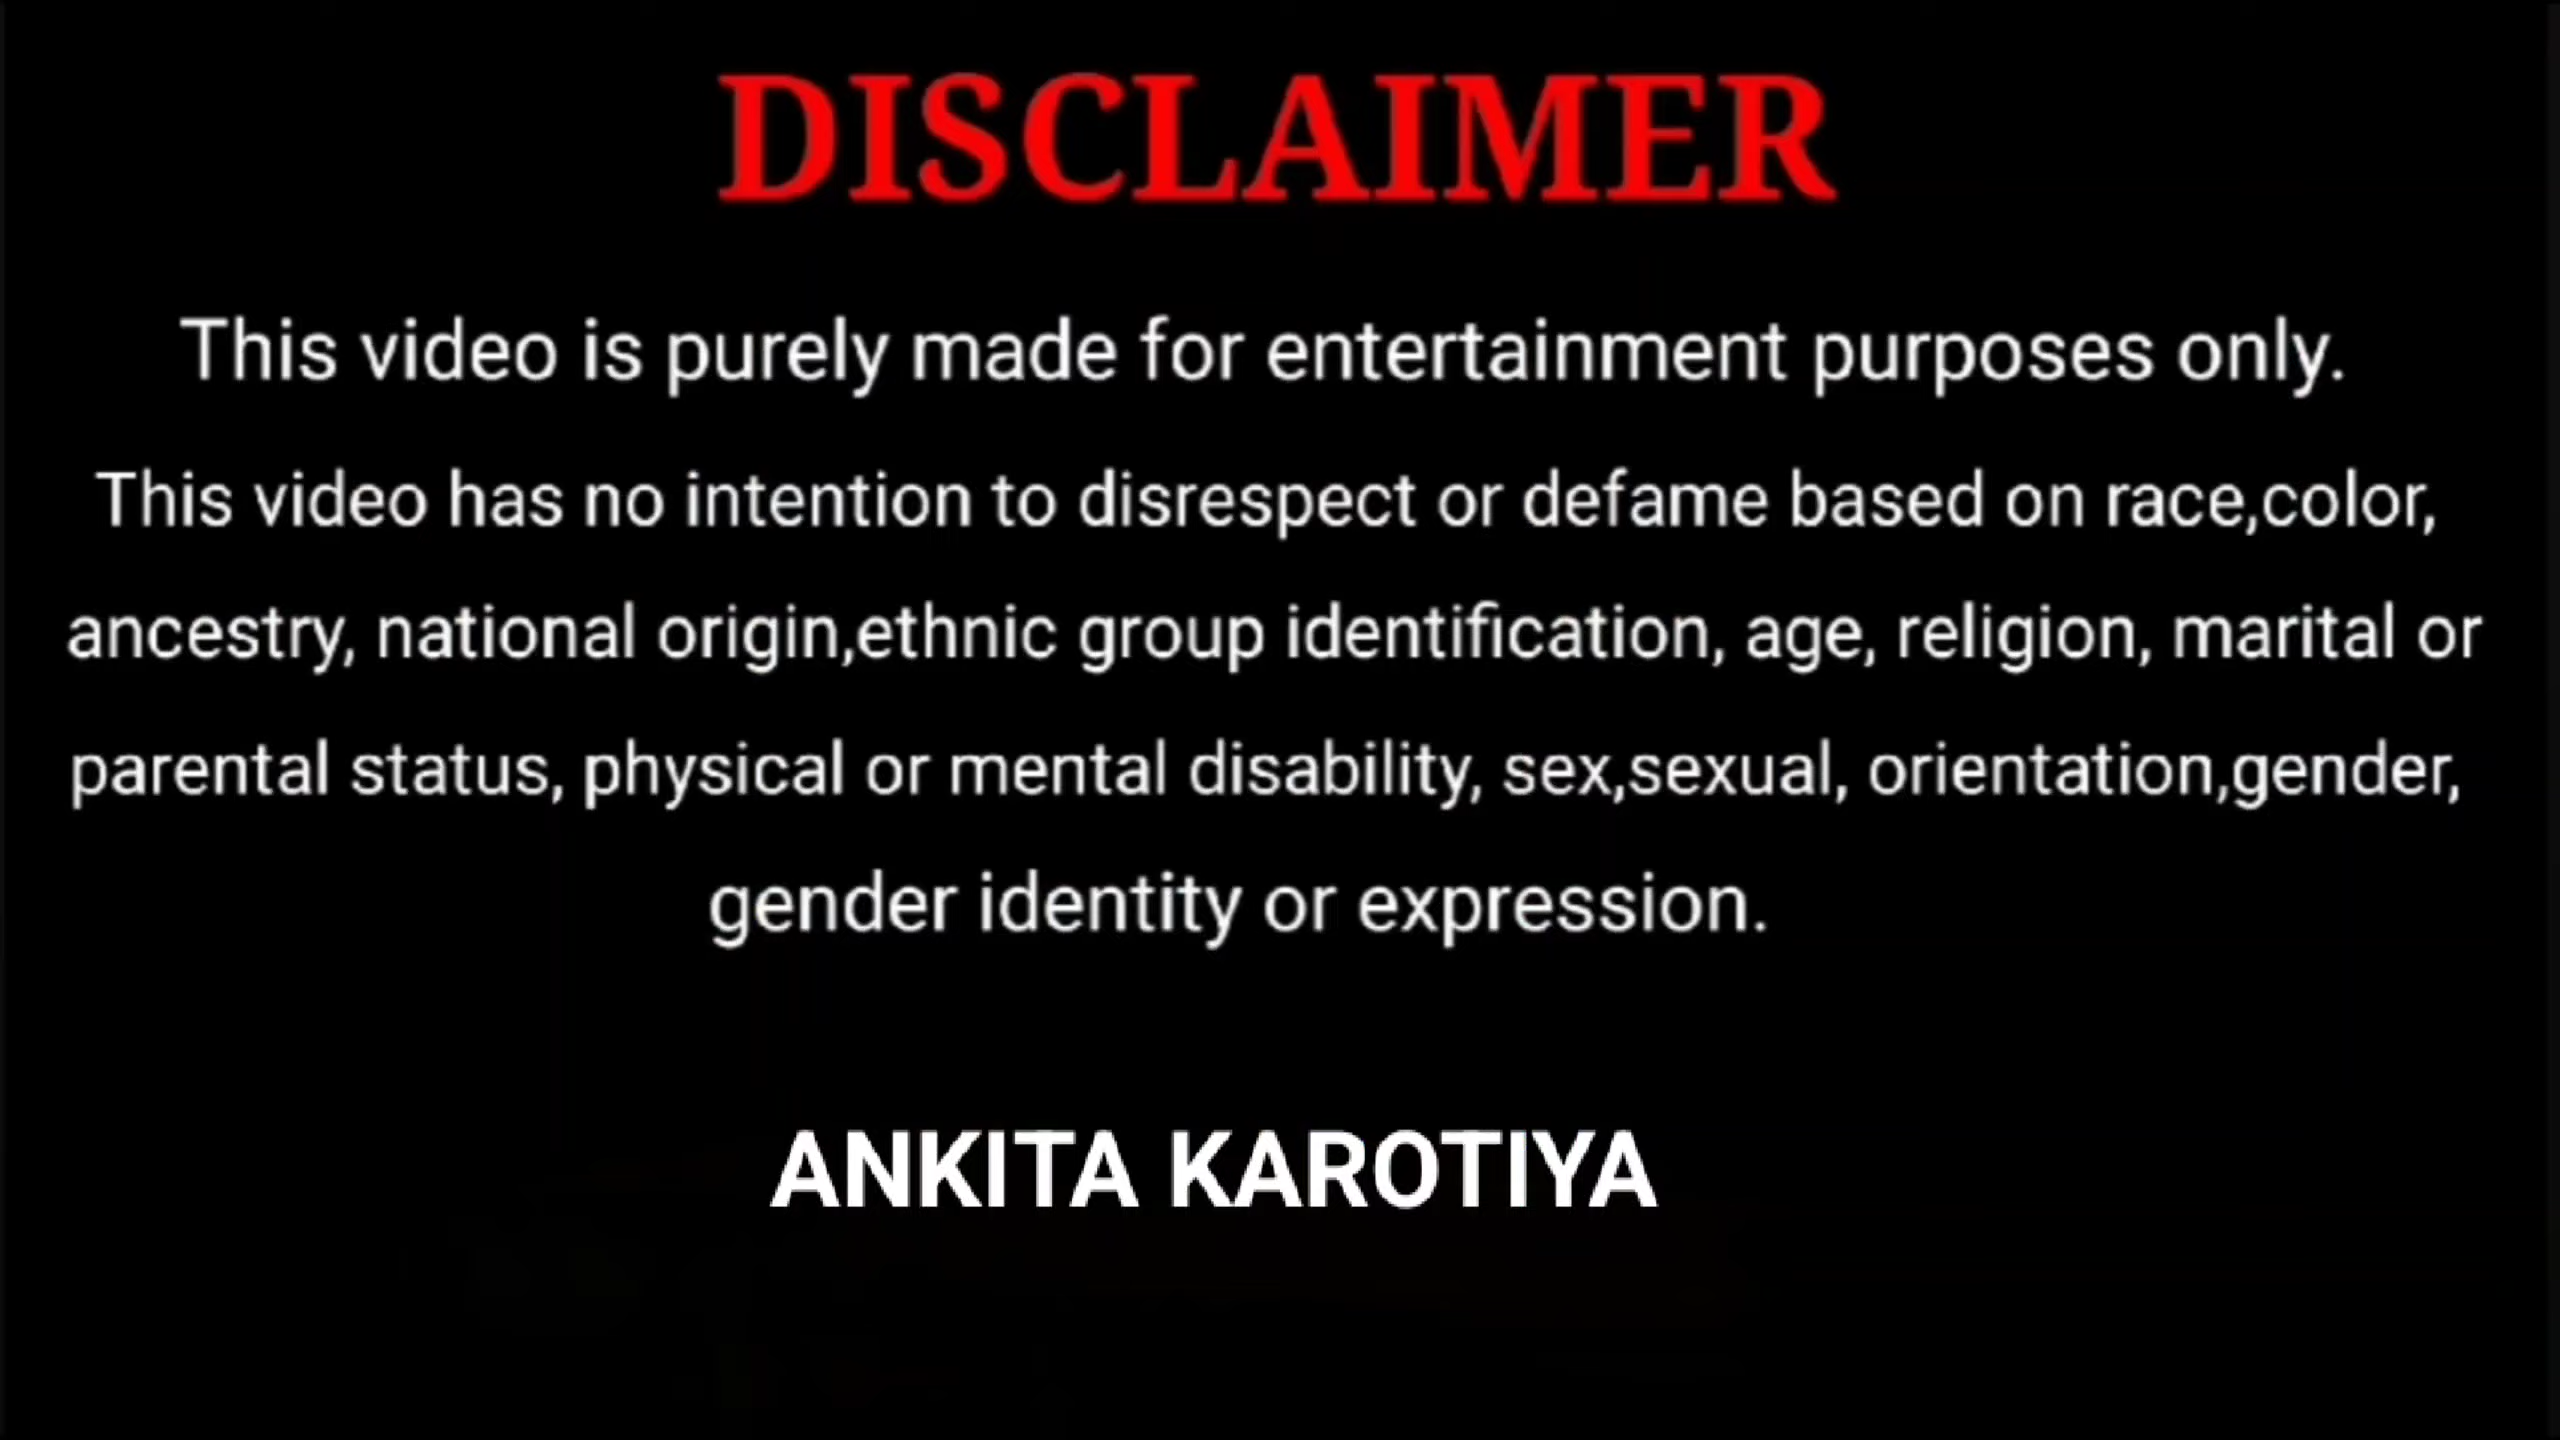 DISCLAIMER
This video is purely made for entertainment purposes only.
This video has no intention to disrespect or defame based on race,color,
ancestry, national origin,ethnic group identification, age, religion, marital or
parental status, physical or mental disability, sex,sexual, orientation,gender,
gender identity or expression.
ANKITA KAROTIYA